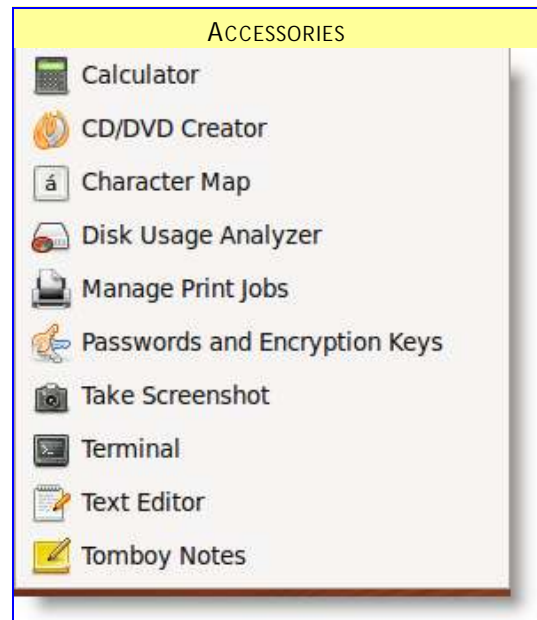 ACCESSORIES
Calculator
CD/DVD Creator
á Character Map
Disk Usage Analyzer
Manage Print Jobs
Passwords and Encryption Keys
Take Screenshot
Terminal
Text Editor
Tomboy Notes